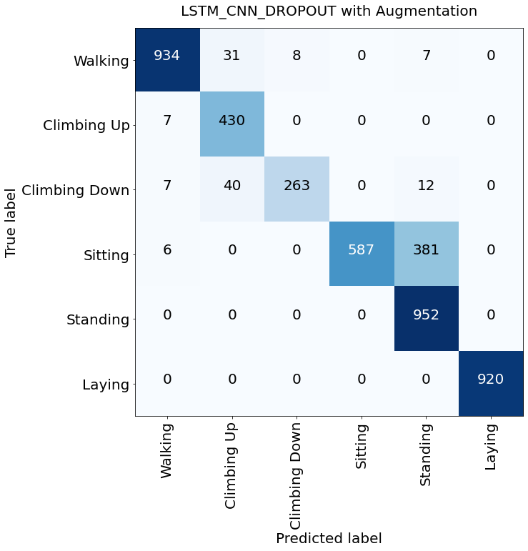 LSTM_CNN_DROPOUT with Augmentation
True label
Walking 934 31 8 0 7 0
Climbing Up 7 430 0 0 0 0
Climbing Down 7 40 263 0 12 0
Sitting 6 0 0 587 381 0
Standing 0 0 0 0 952 0
Laying 0 0 0 0 0 920
Walking
Climbing Up
Climbing Down
Sitting
Standing
Laying
Predicted label